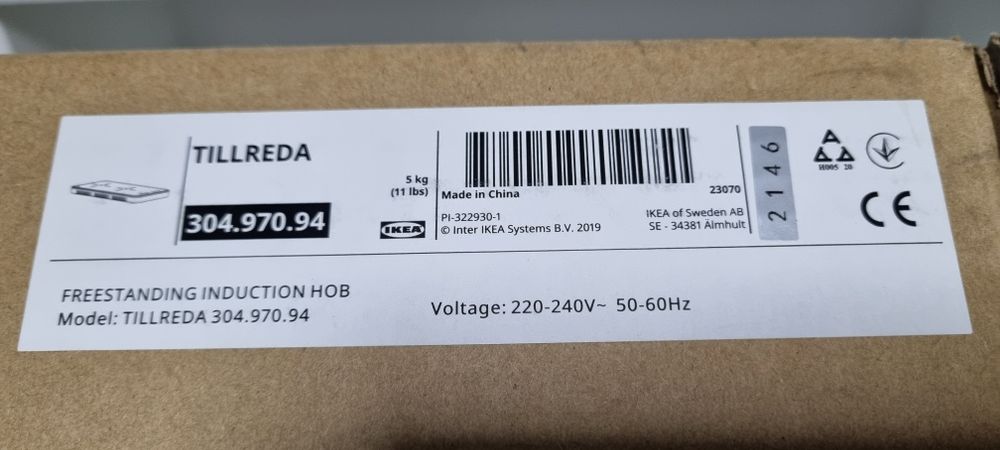 TILLREDA
304.970.94
5 kg
(11 lbs)
IKEA
Made in China
23070
PI-322930-1
© Inter IKEA Systems B.V. 2019
IKEA of Sweden AB
SE - 34381 Älmhult
2146
H005 20
CE
FREESTANDING INDUCTION HOB
Model: TILLREDA 304.970.94
Voltage: 220-240V~ 50-60Hz